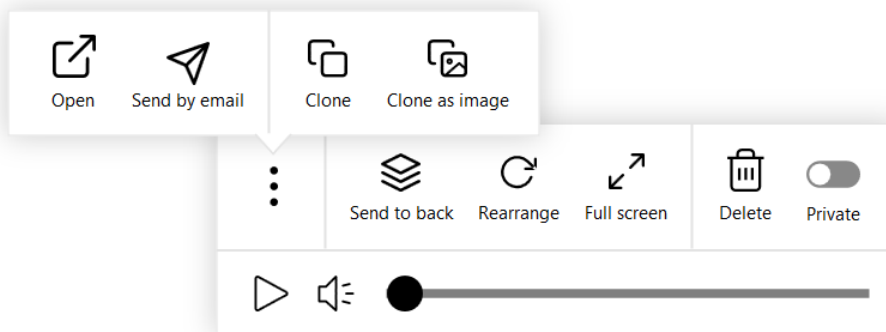 Open
Send by email
Clone
Clone as image
Send to back
Rearrange
Full screen
Delete
Private